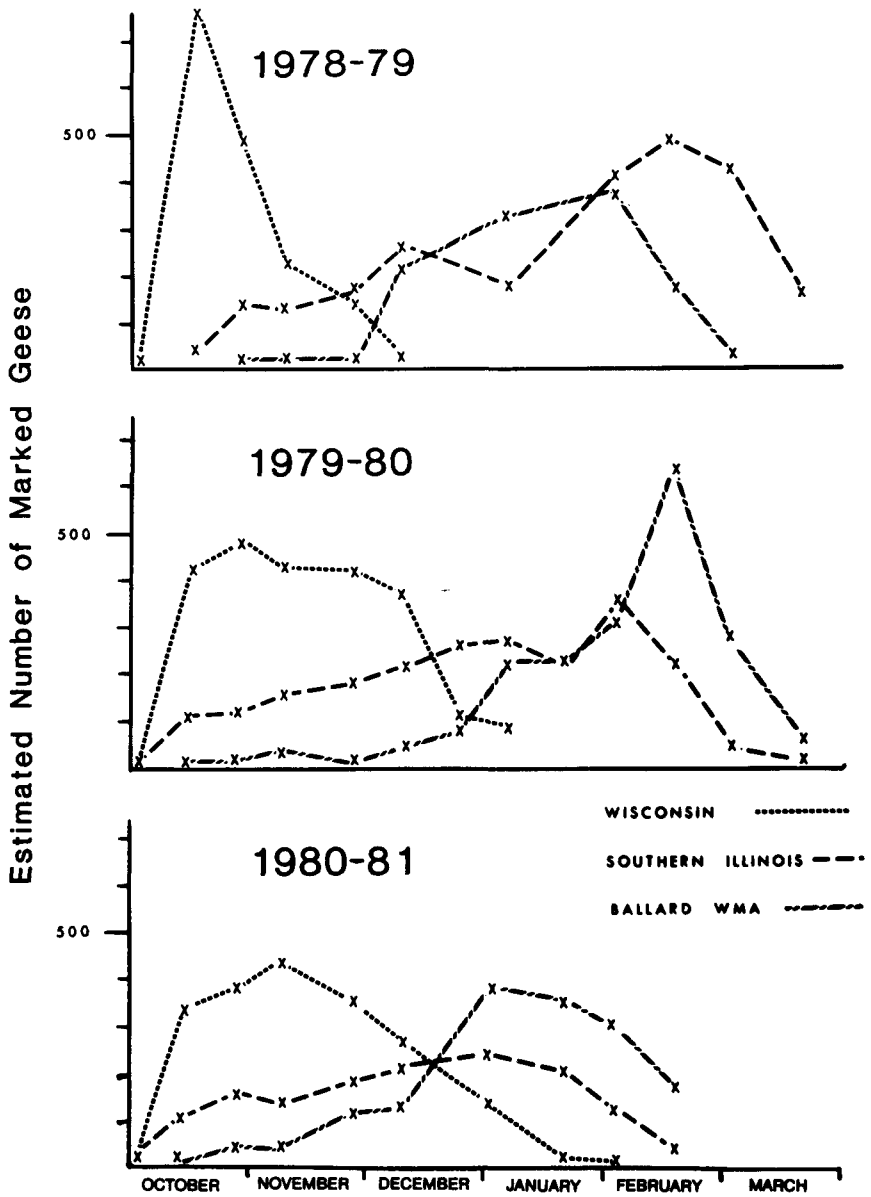 1978-79
500
Estimated Number of Marked Geese
1979-80
500
WISCONSIN
SOUTHERN ILLINOIS
BALLARD WMA
1980-81
500
OCTOBER NOVEMBER DECEMBER JANUARY FEBRUARY MARCH